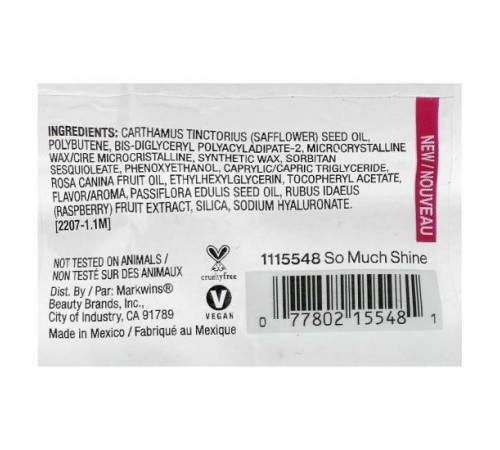 INGREDIENTS: CARTHAMUS TINCTORIUS (SAFFLOWER) SEED OIL,
POLYBUTENE, BIS-DIGLYCERYL POLYACYLADIPATE-2, MICROCRYSTALLINE
WAX/CIRE MICROCRISTALLINE, SYNTHETIC WAX, SORBITAN
SESQUIOLEATE, PHENOXYETHANOL, CAPRYLIC/CAPRIC TRIGLYCERIDE,
ROSA CANINA FRUIT OIL, ETHYLHEXYLGLYCERIN, TOCOPHERYL ACETATE,
FLAVOR/AROMA, PASSIFLORA EDULIS SEED OIL, RUBUS IDAEUS
(RASPBERRY) FRUIT EXTRACT, SILICA, SODIUM HYALURONATE.
[2207-1.1M]
NEW / NOUVEAU
NOT TESTED ON ANIMALS /
NON TESTÉ SUR DES ANIMAUX
Dist. By / Par: Markwins®
Beauty Brands, Inc.,
City of Industry, CA 91789
Made in Mexico / Fabriqué au Mexique
crueltyfree
V
VEGAN
1115548 So Much Shine
0 77802 15548 1